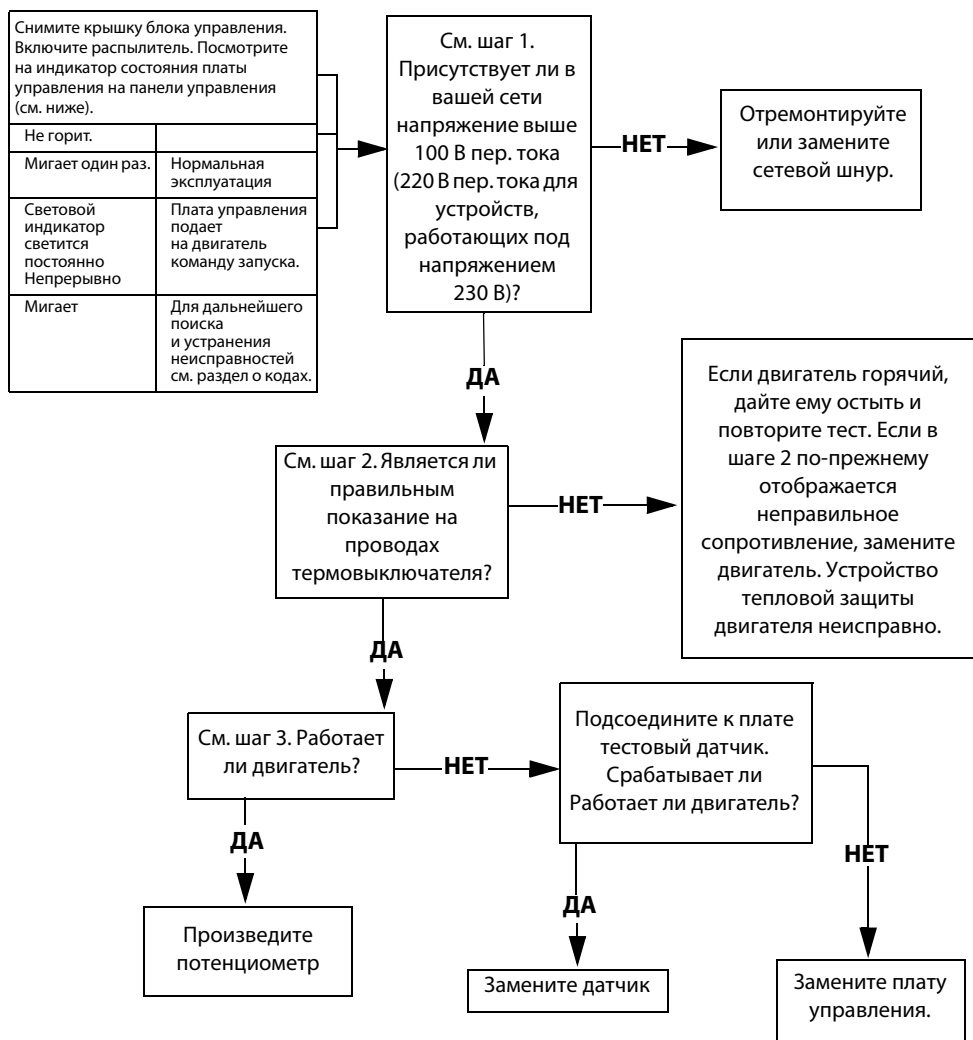 Снимите крышку блока управления.
Включите распылитель. Посмотрите
на индикатор состояния платы
управления на панели управления
(см. ниже).
Не горит.
Мигает один раз.
Нормальная
эксплуатация
Световой
индикатор
светится
постоянно
Непрерывно
Плата управления
подает
на двигатель
команду запуска.
Мигает
Для дальнейшего
поиска
и устранения
неисправностей
см. раздел о кодах.
См. шаг 1.
Присутствует ли в
вашей сети
напряжение выше
100 В пер. тока
(220 В пер. тока для
устройств,
работающих под
напряжением
230 В)?
НЕТ
Отремонтируйте
или замените
сетевой шнур.
ДА
См. шаг 2. Является ли
правильным
показание на
проводах
термовыключателя?
НЕТ
Если двигатель горячий,
дайте ему остыть и
повторите тест. Если в
шаге 2 по-прежнему
отображается
неправильное
сопротивление, замените
двигатель. Устройство
тепловой защиты
двигателя неисправно.
ДА
См. шаг 3. Работает
ли двигатель?
НЕТ
Подсоедините к плате
тестовый датчик.
Срабатывает ли
Работает ли двигатель?
ДА
Произведите
потенциометр
ДА
Замените датчик
НЕТ
Замените плату
управления.